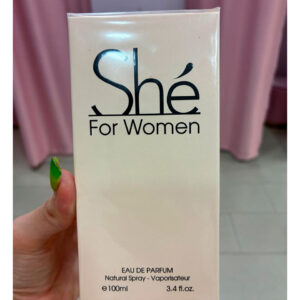 Shé
For Women
EAU DE PARFUM
Natural Spray - Vaporisateur
℮100ml 3.4 fl.oz.